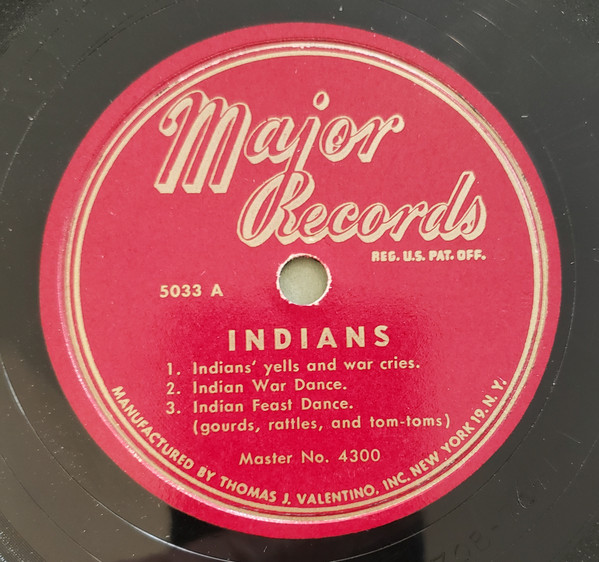 Major
Records
REG. U.S. PAT. OFF.
5033 A
INDIANS
1. Indians' yells and war cries.
2. Indian War Dance.
3. Indian Feast Dance.
(gourds, rattles, and tom-toms)
Master No. 4300
MANUFACTURED BY THOMAS J. VALENTINO, INC. NEW YORK 19, N. Y.